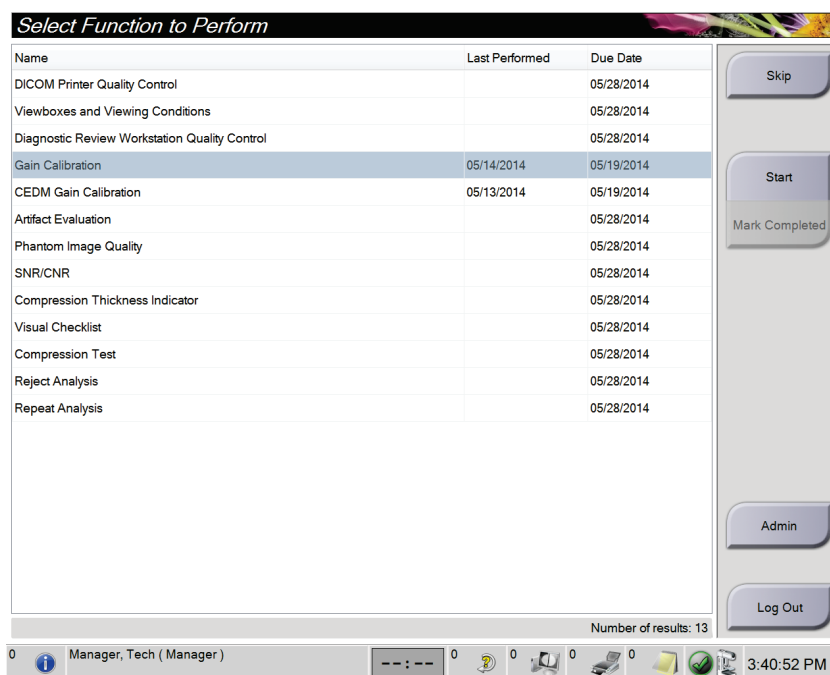 Select Function to Perform
Name Last Performed Due Date
DICOM Printer Quality Control 05/28/2014
Viewboxes and Viewing Conditions 05/28/2014
Diagnostic Review Workstation Quality Control 05/28/2014
Gain Calibration 05/14/2014 05/19/2014
CEDM Gain Calibration 05/13/2014 05/19/2014
Artifact Evaluation 05/28/2014
Phantom Image Quality 05/28/2014
SNR/CNR 05/28/2014
Compression Thickness Indicator 05/28/2014
Visual Checklist 05/28/2014
Compression Test 05/28/2014
Reject Analysis 05/28/2014
Repeat Analysis 05/28/2014
Number of results: 13
Skip
Start
Mark Completed
Admin
Log Out
0 Manager, Tech ( Manager ) --:-- 0 0 0 0 3:40:52 PM